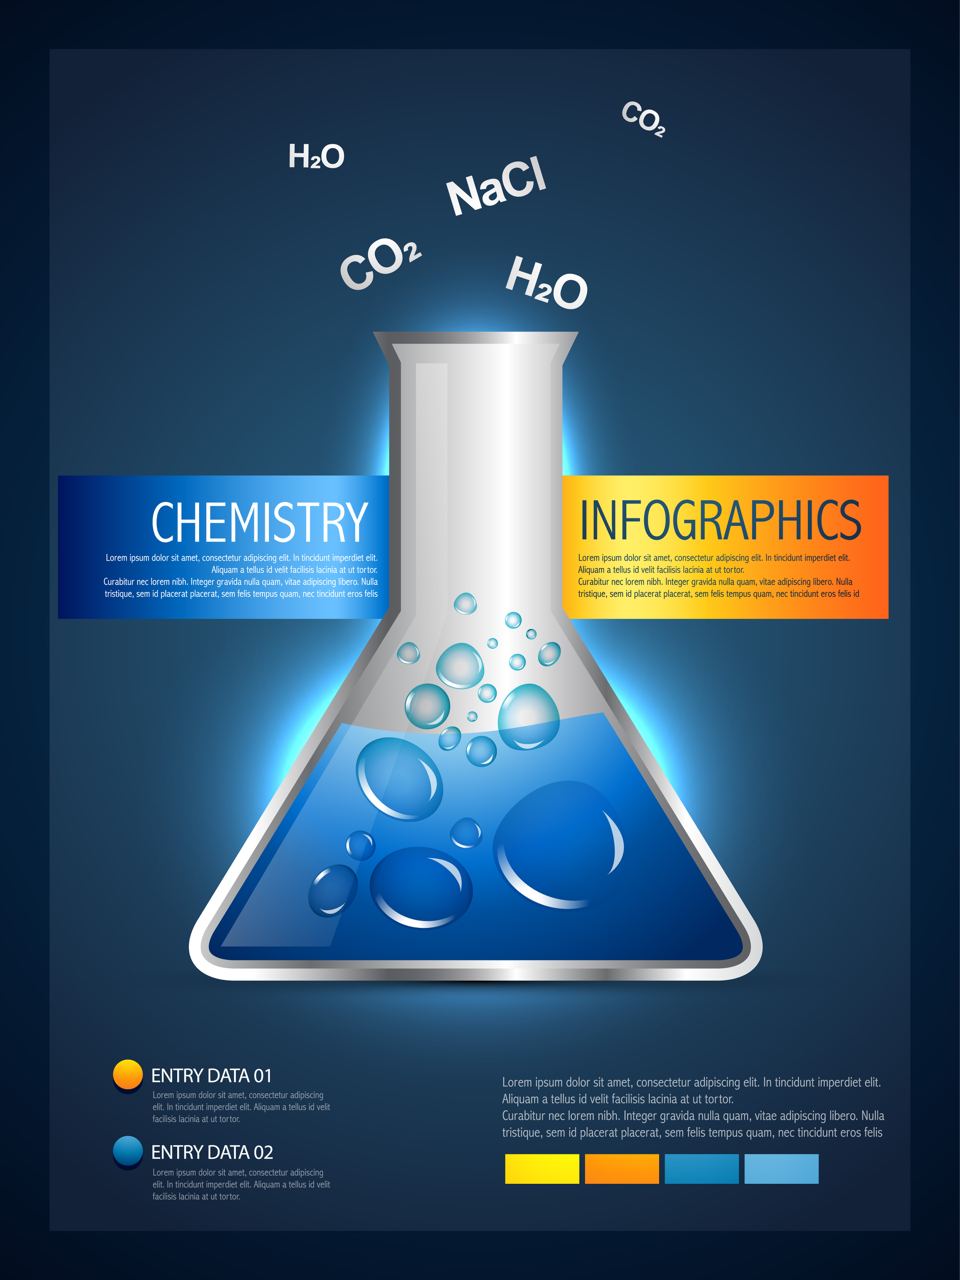 CO₂
H₂O
NaCl
CO₂
H₂O
CHEMISTRY
Lorem ipsum dolor sit amet, consectetur adipiscing elit. In tincidunt imperdiet elit.
Aliquam a tellus id velit facilisis lacinia at ut tortor.
Curabitur nec lorem nibh. Integer gravida nulla quam, vitae adipiscing libero. Nulla
tristique, sem id placerat placerat, sem felis tempus quam, nec tincidunt eros felis
INFOGRAPHICS
Lorem ipsum dolor sit amet, consectetur adipiscing elit. In tincidunt imperdiet elit.
Aliquam a tellus id velit facilisis lacinia at ut tortor.
Curabitur nec lorem nibh. Integer gravida nulla quam, vitae adipiscing libero. Nulla
tristique, sem id placerat placerat, sem felis tempus quam, nec tincidunt eros felis id
ENTRY DATA 01
Lorem ipsum dolor sit amet, consectetur adipiscing
elit. In tincidunt imperdiet elit. Aliquam a tellus id velit
facilisis lacinia at ut tortor.
ENTRY DATA 02
Lorem ipsum dolor sit amet, consectetur adipiscing
elit. In tincidunt imperdiet elit. Aliquam a tellus id velit
facilisis lacinia at ut tortor.
Lorem ipsum dolor sit amet, consectetur adipiscing elit. In tincidunt imperdiet elit.
Aliquam a tellus id velit facilisis lacinia at ut tortor.
Curabitur nec lorem nibh. Integer gravida nulla quam, vitae adipiscing libero. Nulla
tristique, sem id placerat placerat, sem felis tempus quam, nec tincidunt eros felis